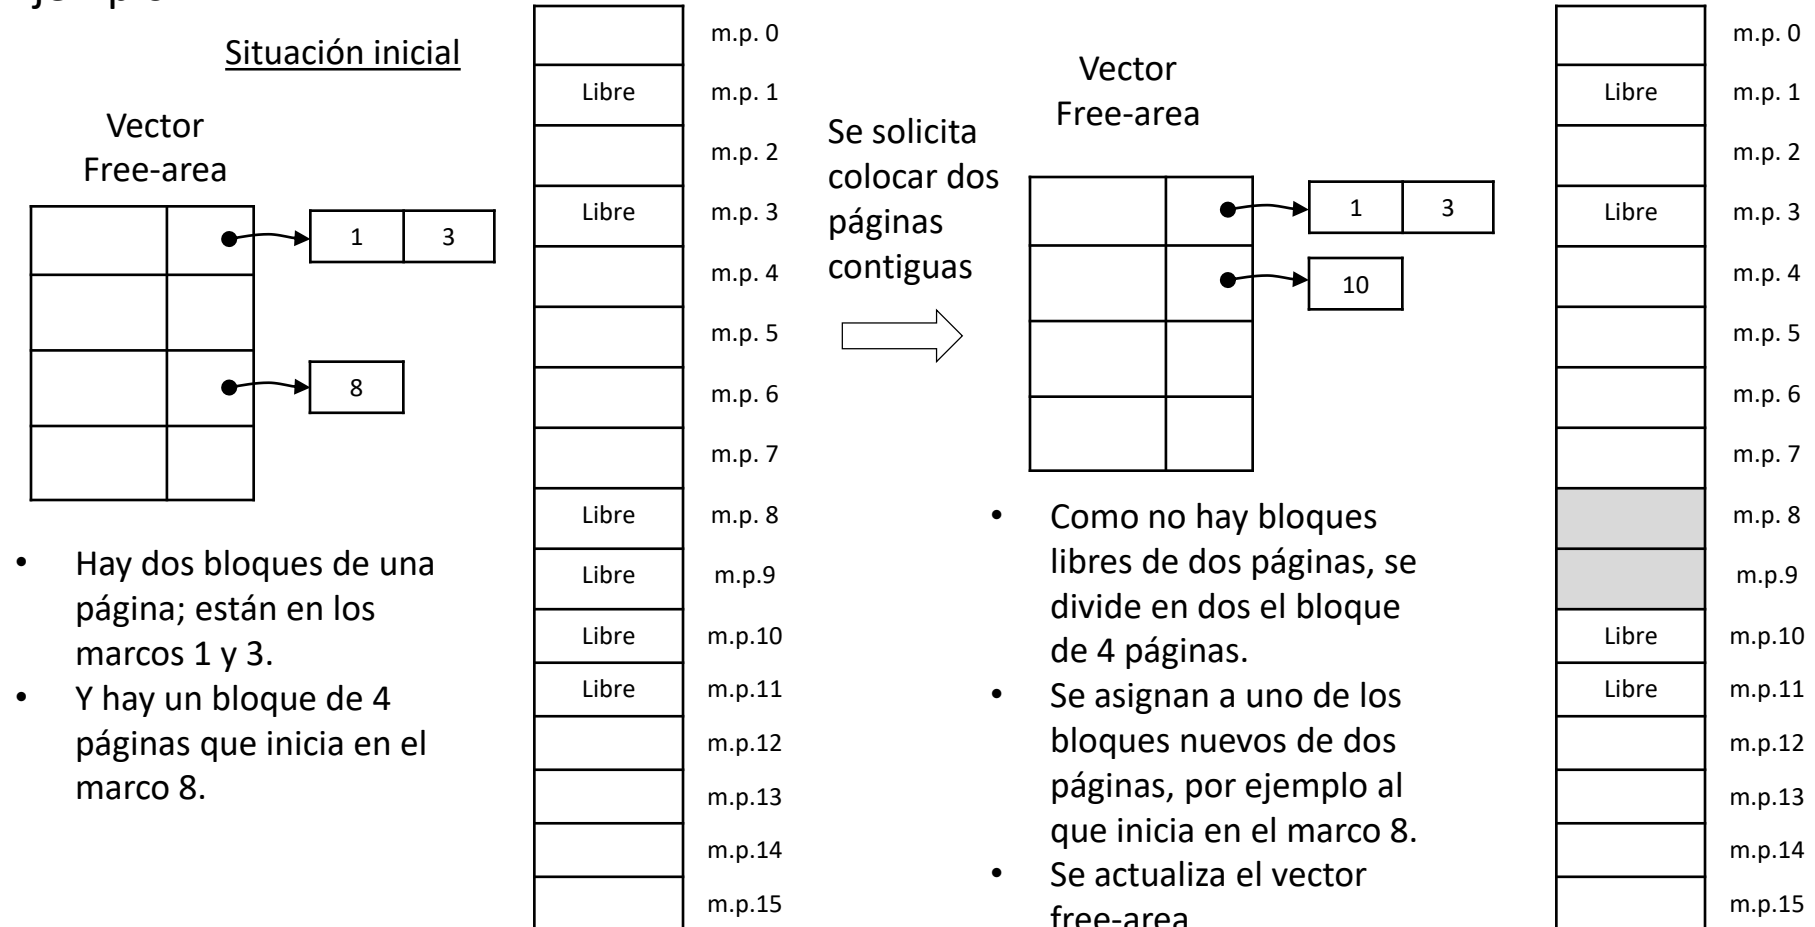 Situación inicial
Vector
Free-area
1 3
8
• Hay dos bloques de una
página; están en los
marcos 1 y 3.
• Y hay un bloque de 4
páginas que inicia en el
marco 8.
m.p. 0
Libre m.p. 1
m.p. 2
Libre m.p. 3
m.p. 4
m.p. 5
m.p. 6
m.p. 7
Libre m.p. 8
Libre m.p.9
Libre m.p.10
Libre m.p.11
m.p.12
m.p.13
m.p.14
m.p.15
Se solicita
colocar dos
páginas
contiguas
Vector
Free-area
1 3
10
• Como no hay bloques
libres de dos páginas, se
divide en dos el bloque
de 4 páginas.
• Se asignan a uno de los
bloques nuevos de dos
páginas, por ejemplo al
que inicia en el marco 8.
• Se actualiza el vector
free-area
m.p. 0
Libre m.p. 1
m.p. 2
Libre m.p. 3
m.p. 4
m.p. 5
m.p. 6
m.p. 7
m.p. 8
m.p.9
Libre m.p.10
Libre m.p.11
m.p.12
m.p.13
m.p.14
m.p.15